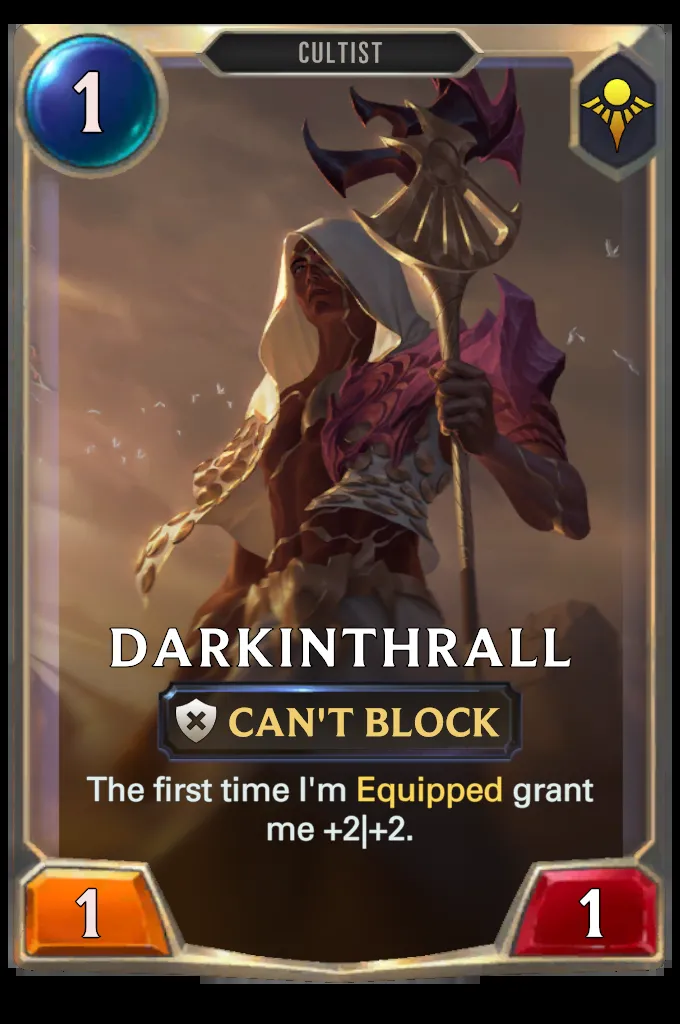 CULTIST
1
DARKINTHRALL
CAN'T BLOCK
The first time I'm Equipped grant
me +2|+2.
1
1